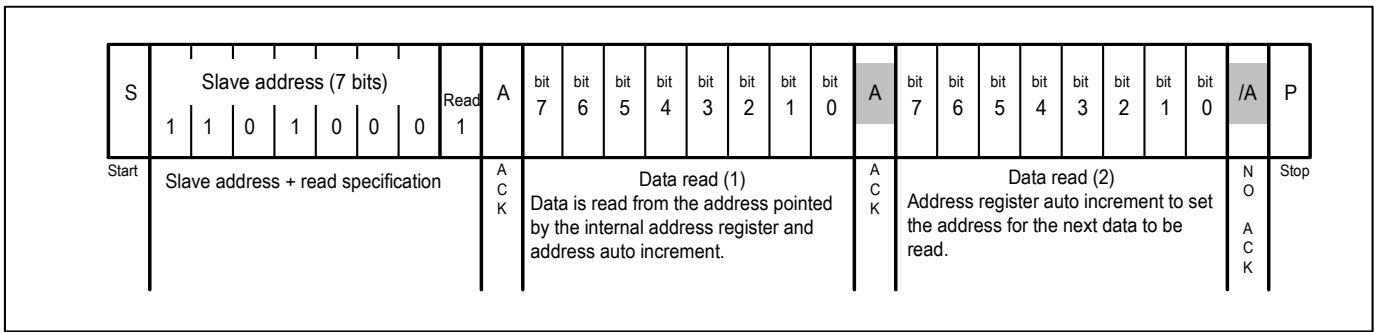 S Slave address (7 bits) Read A bit bit bit bit bit bit bit bit A bit bit bit bit bit bit bit bit /A P
1 1 0 1 0 0 0 1 7 6 5 4 3 2 1 0 7 6 5 4 3 2 1 0
Start Slave address + read specification
A
C
K
Data read (1)
Data is read from the address pointed
by the internal address register and
address auto increment.
A
C
K
Data read (2)
Address register auto increment to set
the address for the next data to be
read.
N
O
A
C
K
Stop